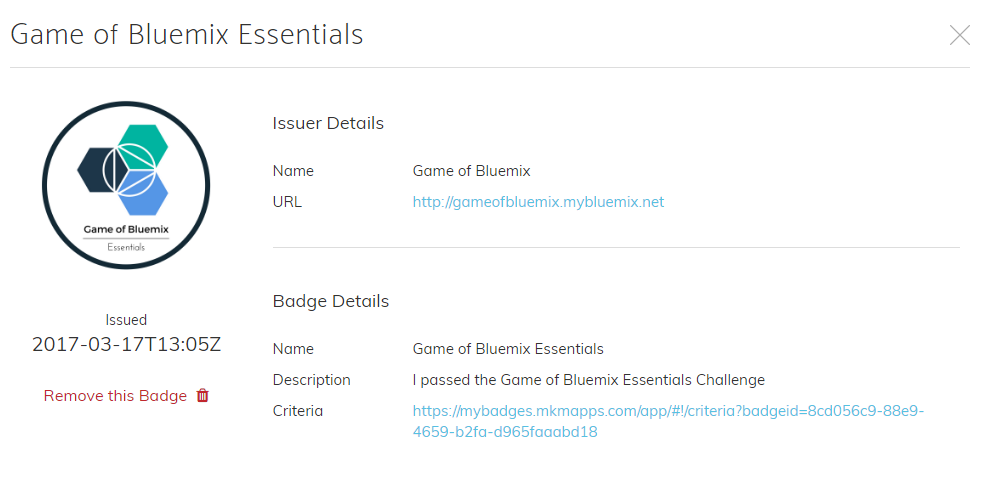 Game of Bluemix Essentials
Game of Bluemix
Essentials
Issued
2017-03-17T13:05Z
Remove this Badge
Issuer Details
Name Game of Bluemix
URL http://gameofbluemix.mybluemix.net
Badge Details
Name Game of Bluemix Essentials
Description I passed the Game of Bluemix Essentials Challenge
Criteria https://mybadges.mkmapps.com/app/#!/criteria?badgeid=8cd056c9-88e9-
4659-b2fa-d965faaabd18